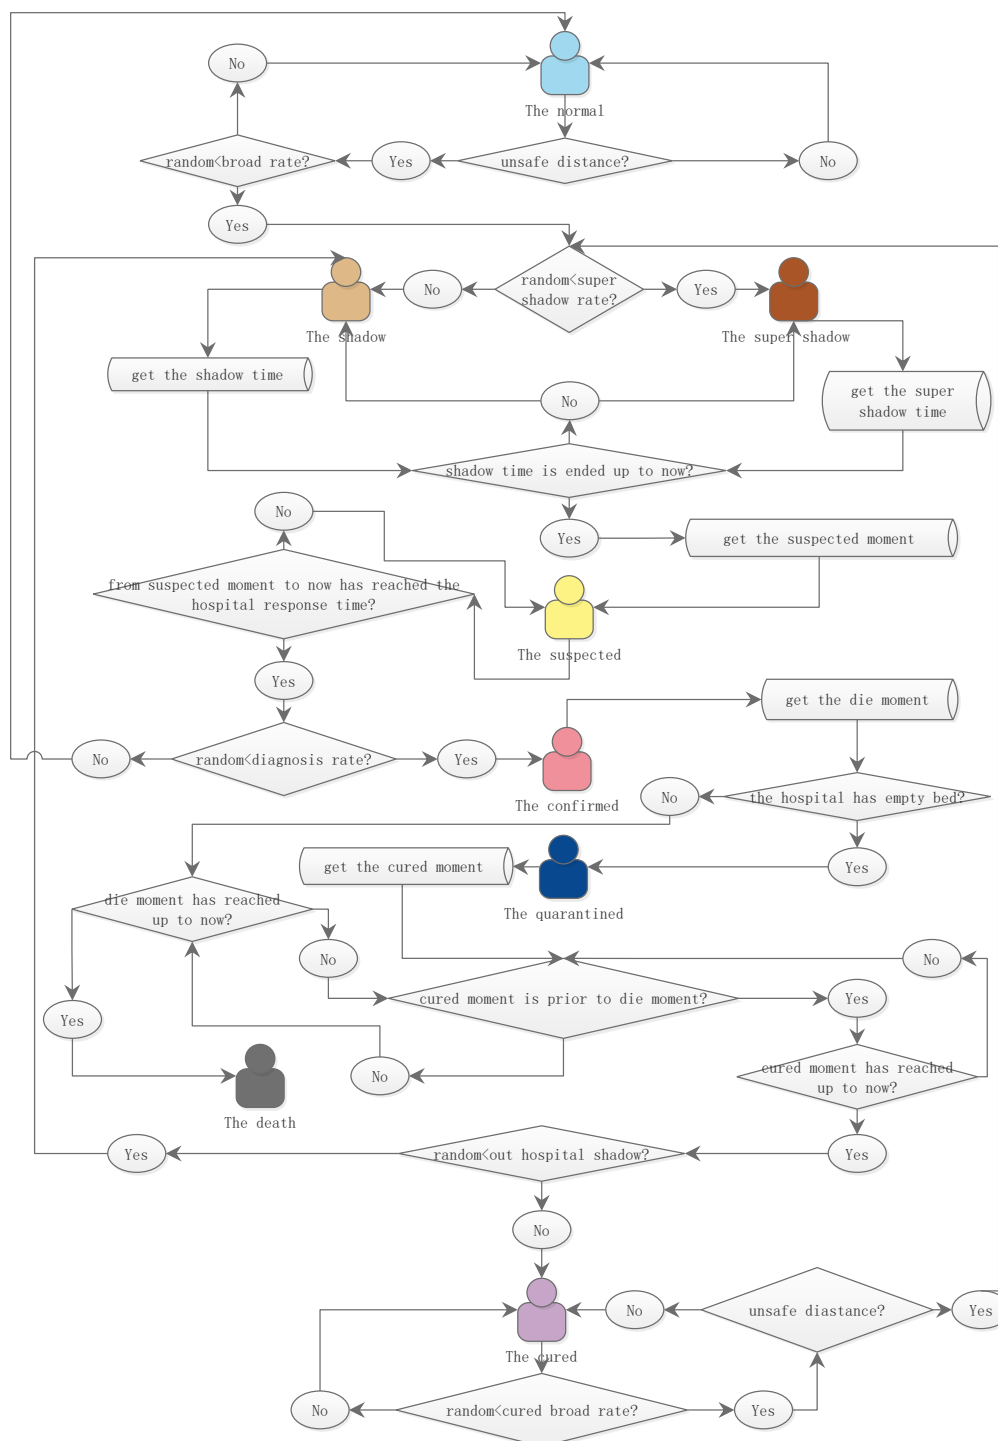 No
The normal
random<broad rate?
Yes
unsafe distance?
No
Yes
random<super
shadow rate?
No
Yes
The shadow
The super shadow
get the shadow time
No
get the super
shadow time
shadow time is ended up to now?
No
Yes
get the suspected moment
from suspected moment to now has reached the
hospital response time?
The suspected
Yes
get the die moment
No
random<diagnosis rate?
Yes
The confirmed
No
the hospital has empty bed?
get the cured moment
Yes
die moment has reached
up to now?
The quarantined
No
No
cured moment is prior to die moment?
Yes
Yes
No
cured moment has reached
up to now?
The death
Yes
random<out hospital shadow?
Yes
No
No
unsafe diastance?
Yes
The cured
No
random<cured broad rate?
Yes